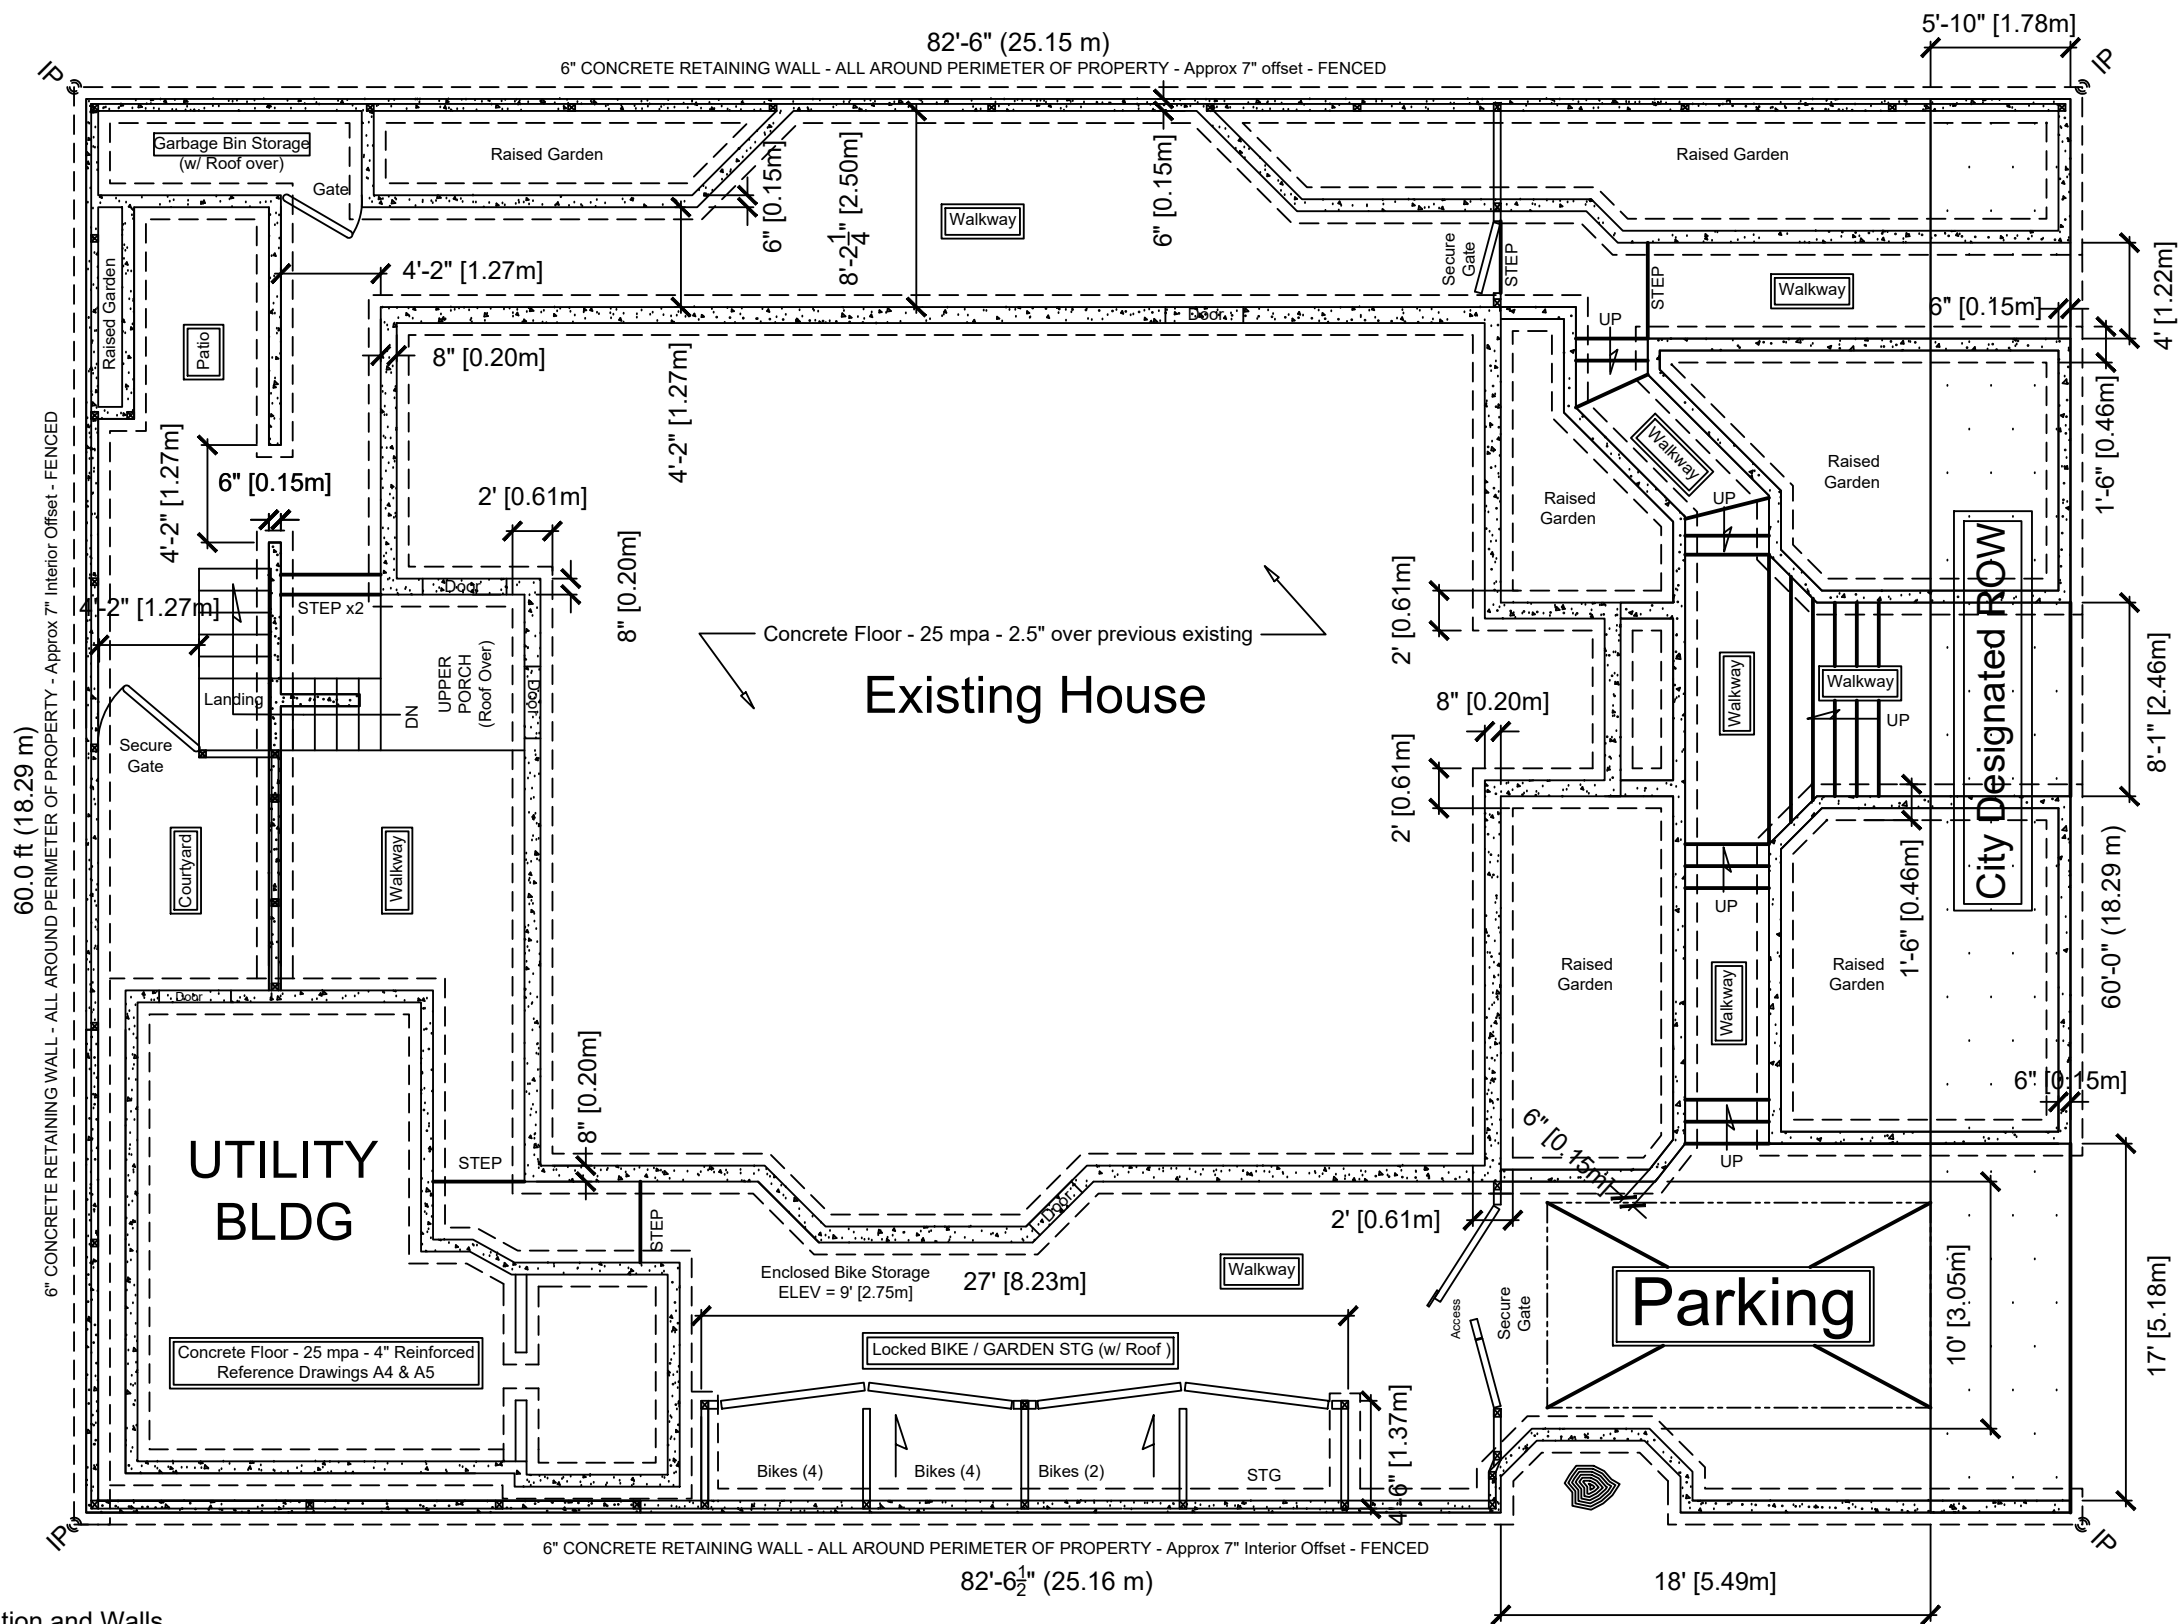 5'-10" [1.78m]
82'-6" (25.15 m)
6" CONCRETE RETAINING WALL - ALL AROUND PERIMETER OF PROPERTY - Approx 7" offset - FENCED
IP
IP
Garbage Bin Storage
(w/ Roof over)
Gate
Raised Garden
6" [0.15m]
8'-2 1/4" [2.50m]
Walkway
6" [0.15m]
Raised Garden
Secure
Gate
STEP
STEP
Walkway
6" [0.15m]
4' [1.22m]
Raised Garden
Patio
4'-2" [1.27m]
8" [0.20m]
4'-2" [1.27m]
Door
UP
1'-6" [0.46m]
4'-2" [1.27m]
6" [0.15m]
2' [0.61m]
8" [0.20m]
Door
Walkway
UP
Raised
Garden
Raised
Garden
City Designated ROW
4'-2" [1.27m]
STEP x2
UPPER
PORCH
(Roof Over)
Door
DN
Landing
Secure
Gate
Concrete Floor - 25 mpa - 2.5" over previous existing
Existing House
2' [0.61m]
8" [0.20m]
2' [0.61m]
Walkway
Walkway
UP
8'-1" [2.46m]
60.0 ft (18.29 m)
6" CONCRETE RETAINING WALL - ALL AROUND PERIMETER OF PROPERTY - Approx 7" Interior Offset - FENCED
Courtyard
Walkway
UP
1'-6" [0.46m]
60'-0" (18.29 m)
Raised
Garden
Walkway
Raised
Garden
Door
8" [0.20m]
6" [0.15m]
6" [0.15m]
UP
UTILITY
BLDG
STEP
STEP
Door
2' [0.61m]
Enclosed Bike Storage
ELEV = 9' [2.75m]
27' [8.23m]
Walkway
Access
Secure
Gate
Parking
10' [3.05m]
17' [5.18m]
Concrete Floor - 25 mpa - 4" Reinforced
Reference Drawings A4 & A5
Locked BIKE / GARDEN STG (w/ Roof )
Bikes (4)
Bikes (4)
Bikes (2)
STG
4'-6" [1.37m]
IP
IP
6" CONCRETE RETAINING WALL - ALL AROUND PERIMETER OF PROPERTY - Approx 7" Interior Offset - FENCED
82'-6 1/2" (25.16 m)
18' [5.49m]
tion and Walls